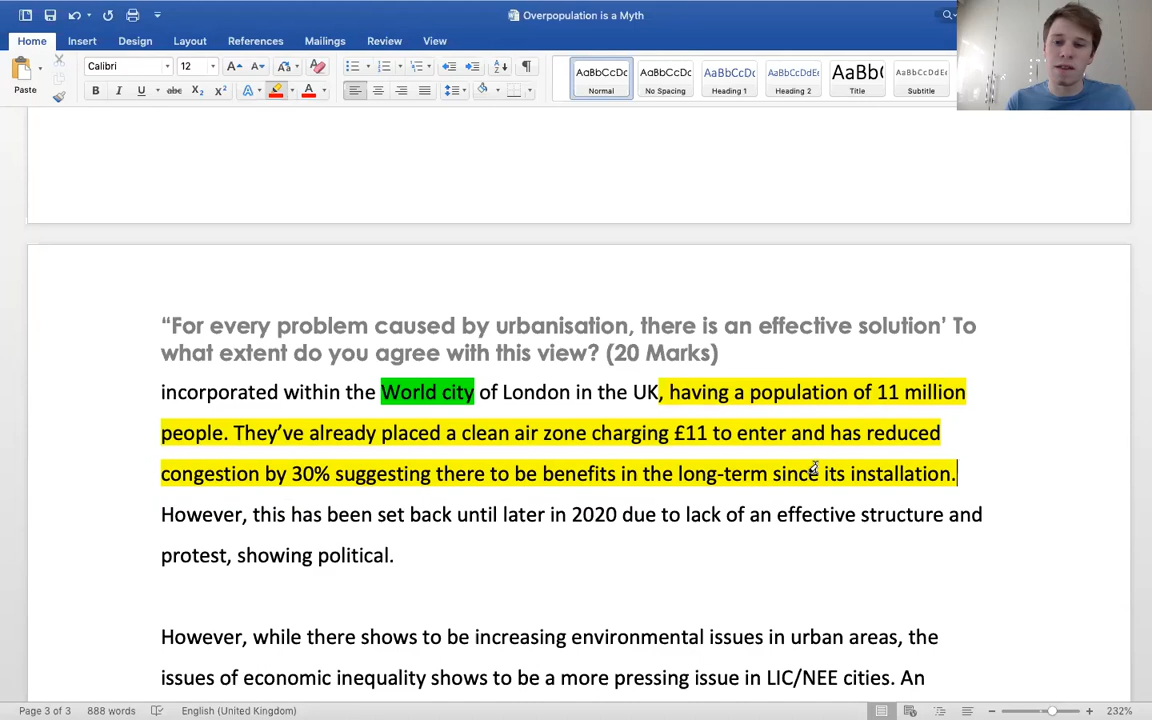 Overpopulation is a Myth
Home Insert Design Layout References Mailings Review View
Paste
Calibri 12
B I U abc X₂ X² A A
AaBbCcDc AaBbCcDc AaBbCcDc AaBbCcDdEe AaBb( AaBbCcDdEe
Normal No Spacing Heading 1 Heading 2 Title Subtitle
“For every problem caused by urbanisation, there is an effective solution’ To
what extent do you agree with this view? (20 Marks)
incorporated within the World city of London in the UK, having a population of 11 million
people. They’ve already placed a clean air zone charging £11 to enter and has reduced
congestion by 30% suggesting there to be benefits in the long-term since its installation.
However, this has been set back until later in 2020 due to lack of an effective structure and
protest, showing political.
However, while there shows to be increasing environmental issues in urban areas, the
issues of economic inequality shows to be a more pressing issue in LIC/NEE cities. An
Page 3 of 3 888 words English (United Kingdom) 232%